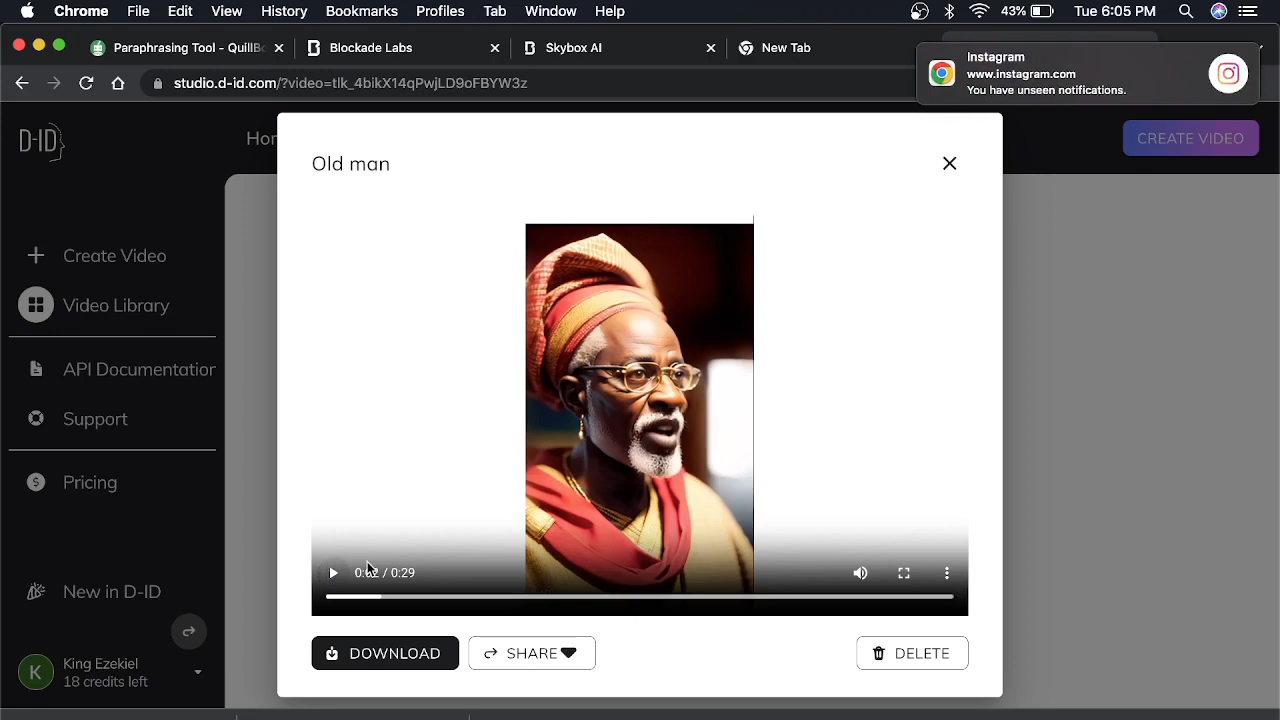 Chrome File Edit View History Bookmarks Profiles Tab Window Help 43% Tue 6:05 PM
Paraphrasing Tool - QuillBo
Blockade Labs
Skybox AI
New Tab
Instagram
www.instagram.com
You have unseen notifications.
studio.d-id.com/?video=tlk_4bikX14qPwjLD9oFBYW3z
D-ID
Hor
CREATE VIDEO
Old man
Create Video
Video Library
API Documentation
Support
Pricing
New in D-ID
K
King Ezekiel
18 credits left
/ 0:29
DOWNLOAD
SHARE
DELETE